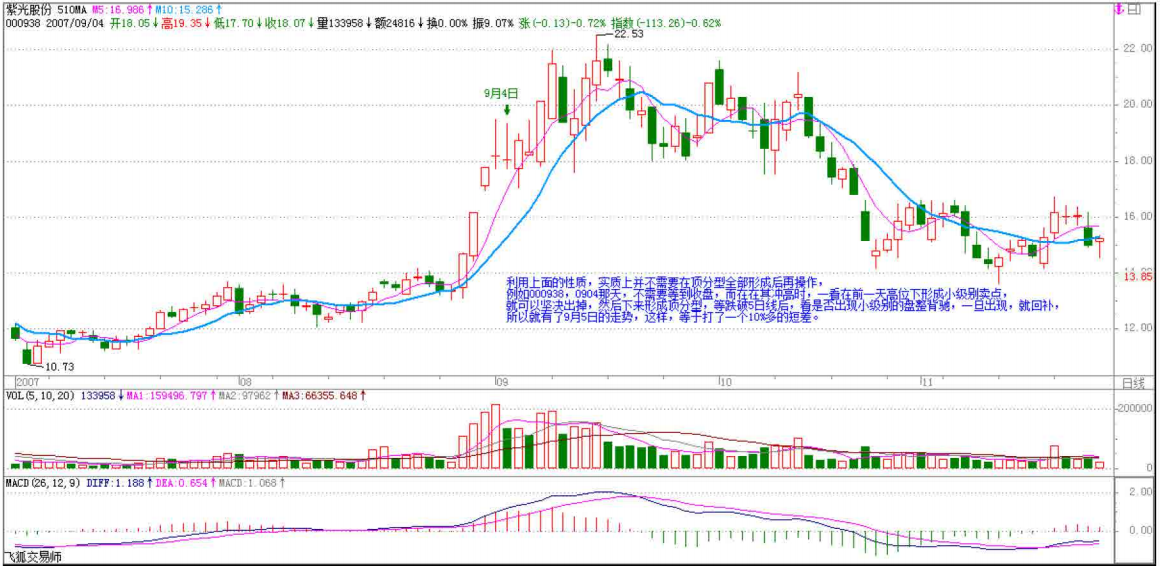 紫光股份 510MA M5:16.986↑M10:15.286↑
000938 2007/09/04 开18.05↓高19.35↓低17.70↓收18.07↓量133958↓额24816↓换0.00% 振9.07% 涨(-0.13)-0.72% 指数(-113.26)-0.62%
22.53
22.00
9月4日
20.00
18.00
16.00
14.00
13.85
利用上面的性质，实质上并不需要在顶分型全部形成后再操作，
例如000938，0904那天，不需要等到收盘，而在在其冲高时，一看在前一天高位下形成小级别卖点，
就可以坚决出掉，然后下来形成顶分型，等跌破5日线后，看是否出现小级别的盘整背驰，一旦出现，就回补，
所以就有了9月5日的走势，这样，等于打了一个10%多的短差。
12.00
10.73
2007 08 09 10 11 日线
VOL(5,10,20) 133958↓MA1:159496.797↑MA2:97962↑MA3:66355.648↑
200000
0
MACD(26,12,9) DIFF:1.188↑DEA:0.654↑MACD:1.068↑
2.00
0.00
飞狐交易师